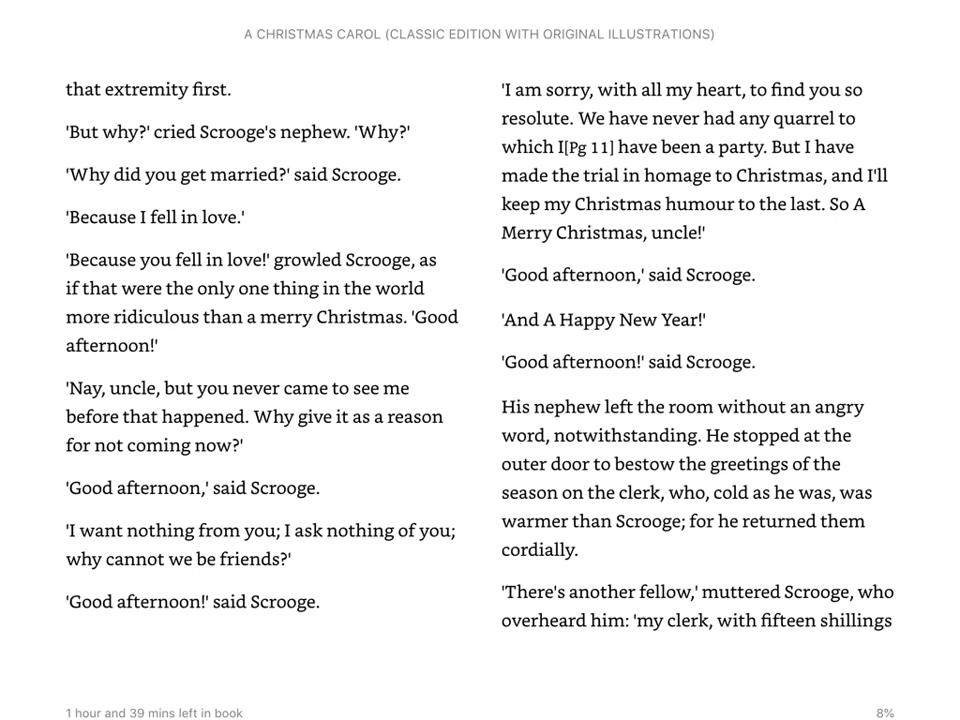 A CHRISTMAS CAROL (CLASSIC EDITION WITH ORIGINAL ILLUSTRATIONS)
that extremity first.
'But why?' cried Scrooge's nephew. 'Why?'
'Why did you get married?' said Scrooge.
'Because I fell in love.'
'Because you fell in love!' growled Scrooge, as
if that were the only one thing in the world
more ridiculous than a merry Christmas. 'Good
afternoon!'
'Nay, uncle, but you never came to see me
before that happened. Why give it as a reason
for not coming now?'
'Good afternoon,' said Scrooge.
'I want nothing from you; I ask nothing of you;
why cannot we be friends?'
'Good afternoon!' said Scrooge.
'I am sorry, with all my heart, to find you so
resolute. We have never had any quarrel to
which I[Pg 11] have been a party. But I have
made the trial in homage to Christmas, and I'll
keep my Christmas humour to the last. So A
Merry Christmas, uncle!'
'Good afternoon,' said Scrooge.
'And A Happy New Year!'
'Good afternoon!' said Scrooge.
His nephew left the room without an angry
word, notwithstanding. He stopped at the
outer door to bestow the greetings of the
season on the clerk, who, cold as he was, was
warmer than Scrooge; for he returned them
cordially.
'There's another fellow,' muttered Scrooge, who
overheard him: 'my clerk, with fifteen shillings
1 hour and 39 mins left in book
8%